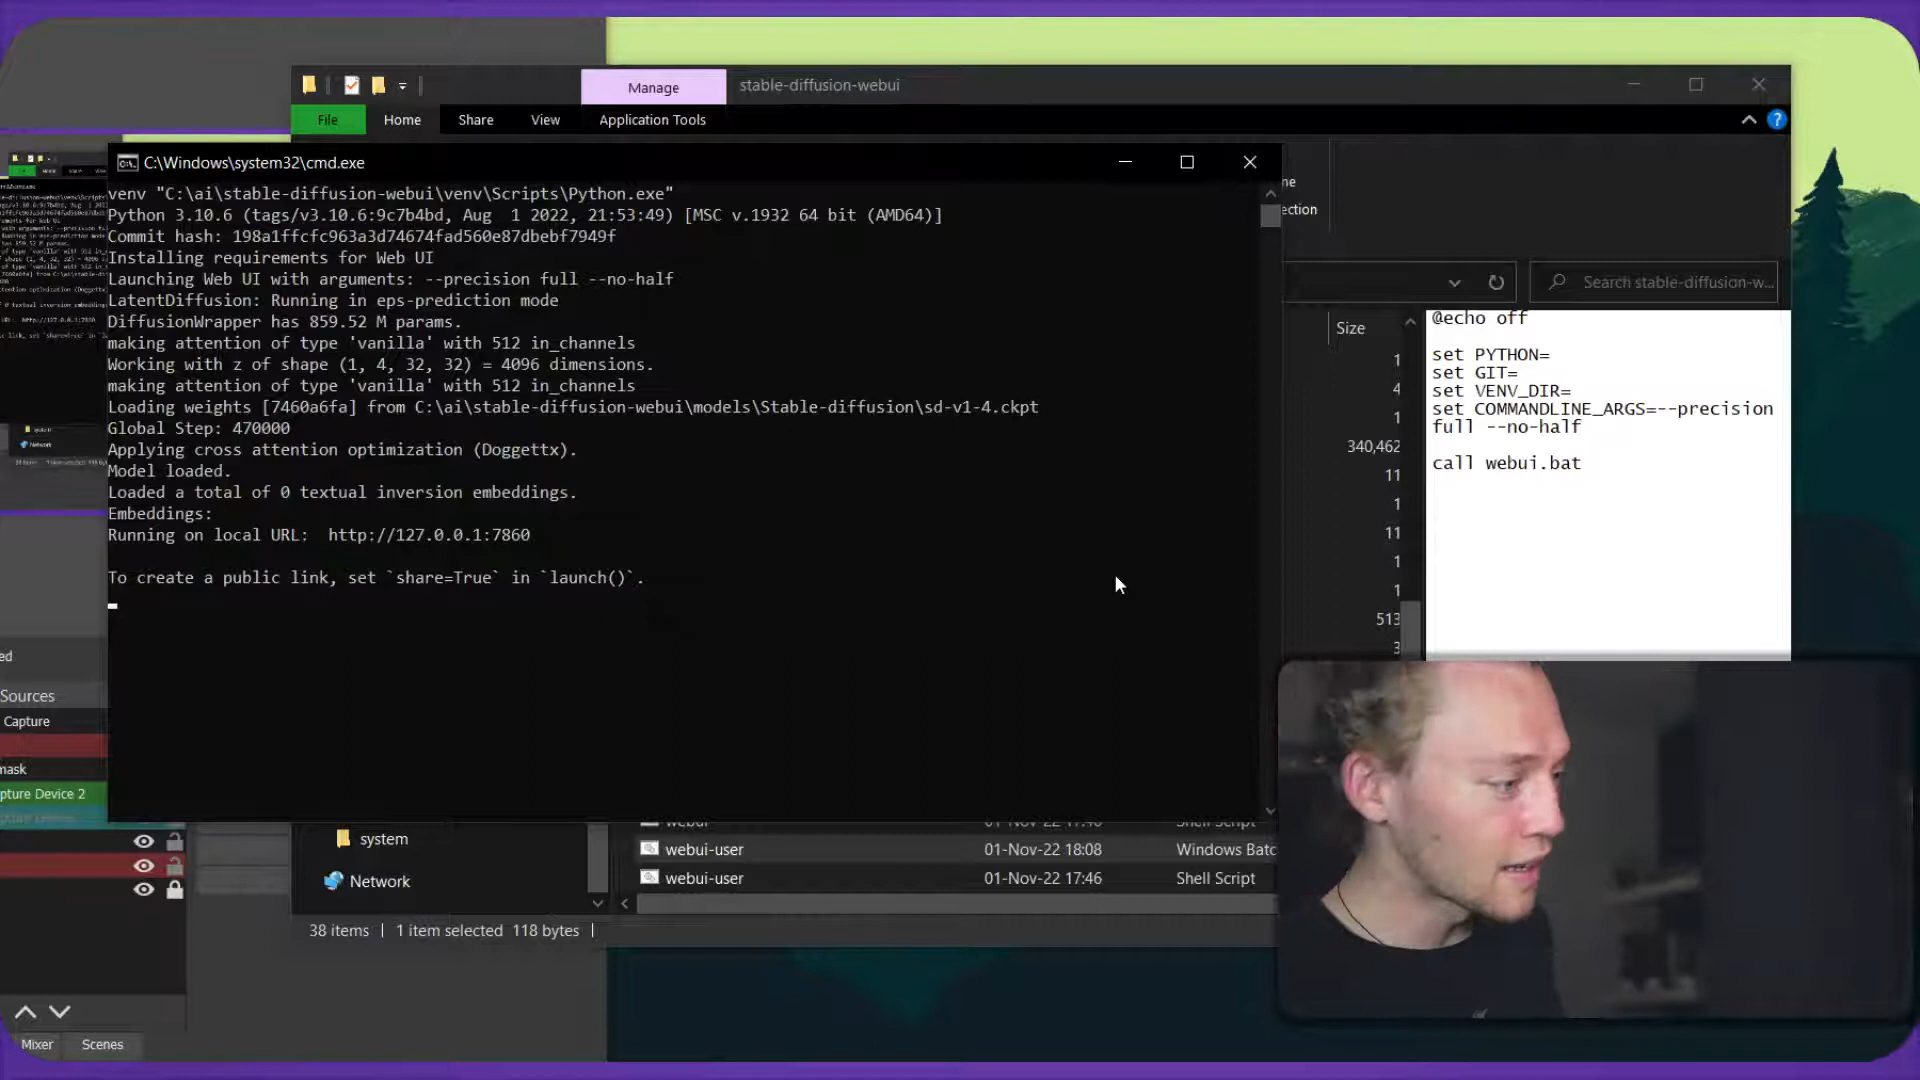 Manage
stable-diffusion-webui
File
Home
Share
View
Application Tools
C:\Windows\system32\cmd.exe
venv "C:\ai\stable-diffusion-webui\venv\Scripts\Python.exe"
Python 3.10.6 (tags/v3.10.6:9c7b4bd, Aug  1 2022, 21:53:49) [MSC v.1932 64 bit (AMD64)]
Commit hash: 198a1ffcfc963a3d74674fad560e87dbebf7949f
Installing requirements for Web UI
Launching Web UI with arguments: --precision full --no-half
LatentDiffusion: Running in eps-prediction mode
DiffusionWrapper has 859.52 M params.
making attention of type 'vanilla' with 512 in_channels
Working with z of shape (1, 4, 32, 32) = 4096 dimensions.
making attention of type 'vanilla' with 512 in_channels
Loading weights [7460a6fa] from C:\ai\stable-diffusion-webui\models\Stable-diffusion\sd-v1-4.ckpt
Global Step: 470000
Applying cross attention optimization (Doggettx).
Model loaded.
Loaded a total of 0 textual inversion embeddings.
Embeddings:
Running on local URL:  http://127.0.0.1:7860
To create a public link, set `share=True` in `launch()`.
ne
ection
Search stable-diffusion-w...
Size
1
4
1
340,462
11
1
11
1
1
513
3
@echo off
set PYTHON=
set GIT=
set VENV_DIR=
set COMMANDLINE_ARGS=--precision
full --no-half
call webui.bat
ed
Sources
Capture
mask
pture Device 2
system
Network
webui-user
01-Nov-22 18:08
Windows Batc
webui-user
01-Nov-22 17:46
Shell Script
38 items
1 item selected  118 bytes
Mixer
Scenes